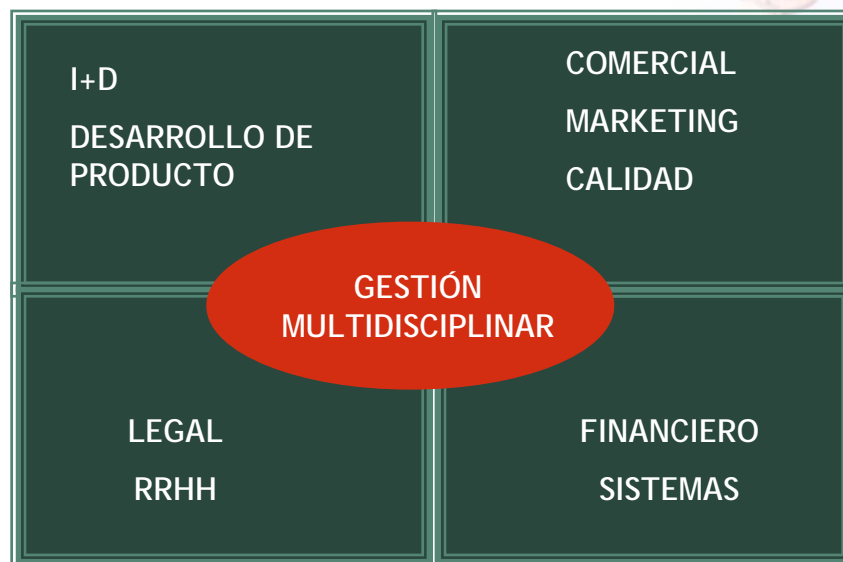 I+D
DESARROLLO DE
PRODUCTO
COMERCIAL
MARKETING
CALIDAD
GESTIÓN
MULTIDISCIPLINAR
LEGAL
RRHH
FINANCIERO
SISTEMAS